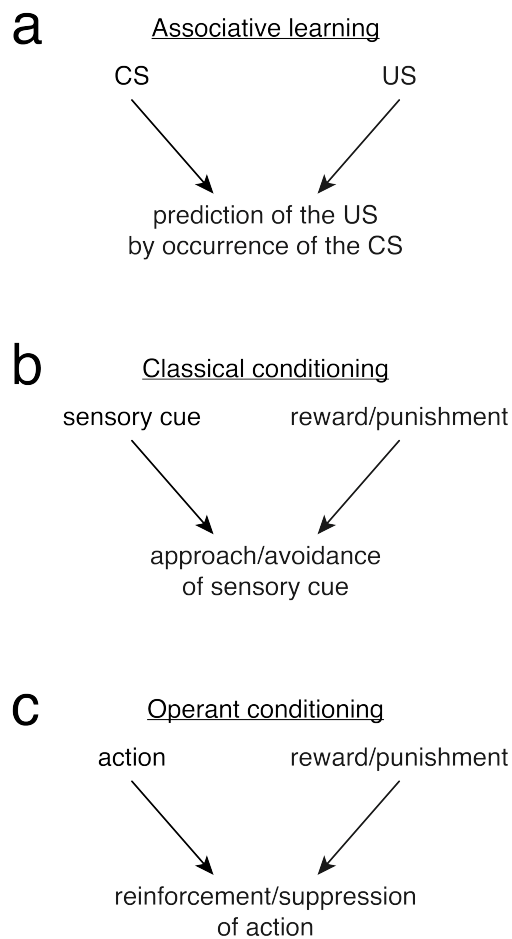 a
Associative learning
CS
US
prediction of the US
by occurrence of the CS
b
Classical conditioning
sensory cue
reward/punishment
approach/avoidance
of sensory cue
c
Operant conditioning
action
reward/punishment
reinforcement/suppression
of action